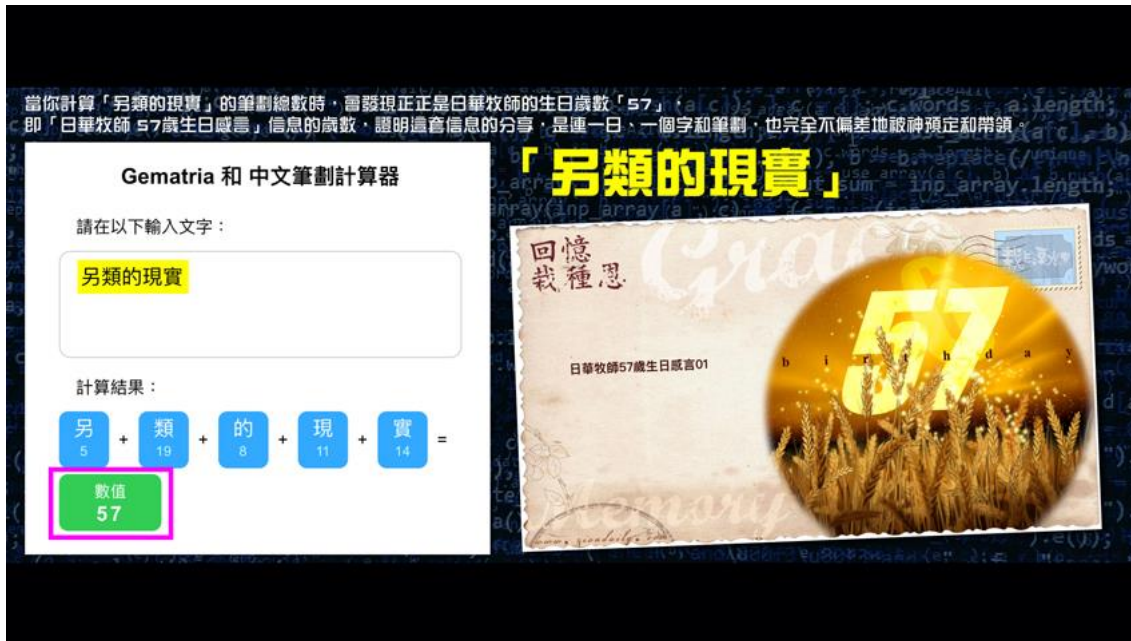 當你計算「另類的現實」的筆劃總數時，會發現正正是日華牧師的生日歲數「57」，
即「日華牧師 57歲生日感言」信息的歲數，證明這套信息的分享，是連一日、一個字和筆劃，也完全不偏差地被神預定和帶領。
Gematria 和 中文筆劃計算器
請在以下輸入文字：
另類的現實
計算結果：
另 + 類 + 的 + 現 + 實 =
5 19 8 11 14
數值
57
「另類的現實」
回憶
栽種恩
Grace
57
birthday
日華牧師57歲生日感言01
Memory